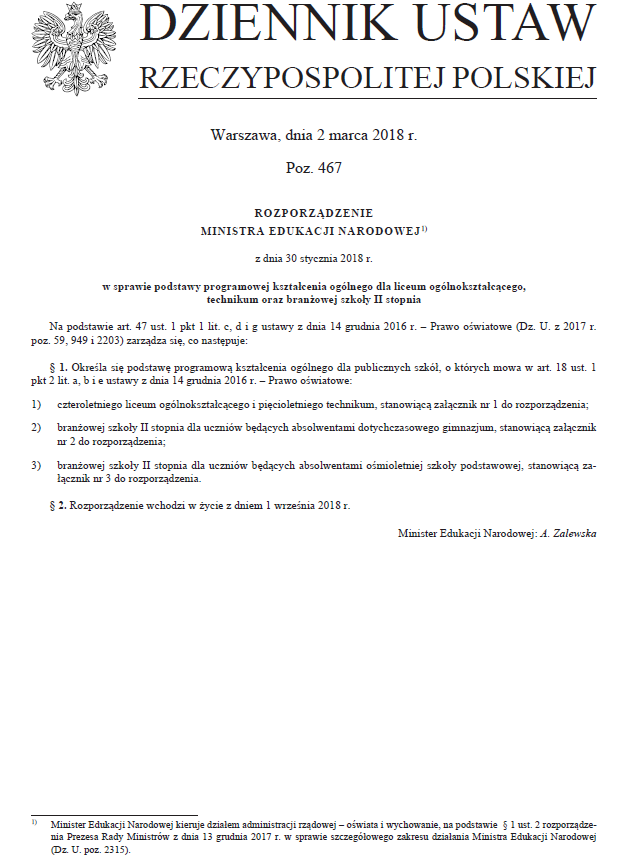 DZIENNIK USTAW
RZECZYPOSPOLITEJ POLSKIEJ
Warszawa, dnia 2 marca 2018 r.
Poz. 467
ROZPORZĄDZENIE
MINISTRA EDUKACJI NARODOWEJ1)
z dnia 30 stycznia 2018 r.
w sprawie podstawy programowej kształcenia ogólnego dla liceum ogólnokształcącego,
technikum oraz branżowej szkoły II stopnia
Na podstawie art. 47 ust. 1 pkt 1 lit. c, d i g ustawy z dnia 14 grudnia 2016 r. – Prawo oświatowe (Dz. U. z 2017 r.
poz. 59, 949 i 2203) zarządza się, co następuje:
§ 1. Określa się podstawę programową kształcenia ogólnego dla publicznych szkół, o których mowa w art. 18 ust. 1
pkt 2 lit. a, b i e ustawy z dnia 14 grudnia 2016 r. – Prawo oświatowe:
1) czteroletniego liceum ogólnokształcącego i pięcioletniego technikum, stanowiącą załącznik nr 1 do rozporządzenia;
2) branżowej szkoły II stopnia dla uczniów będących absolwentami dotychczasowego gimnazjum, stanowiącą załącznik
nr 2 do rozporządzenia;
3) branżowej szkoły II stopnia dla uczniów będących absolwentami ośmioletniej szkoły podstawowej, stanowiącą za-
łącznik nr 3 do rozporządzenia.
§ 2. Rozporządzenie wchodzi w życie z dniem 1 września 2018 r.
Minister Edukacji Narodowej: A. Zalewska
1) Minister Edukacji Narodowej kieruje działem administracji rządowej – oświata i wychowanie, na podstawie § 1 ust. 2 rozporządze-
nia Prezesa Rady Ministrów z dnia 13 grudnia 2017 r. w sprawie szczegółowego zakresu działania Ministra Edukacji Narodowej
(Dz. U. poz. 2315).